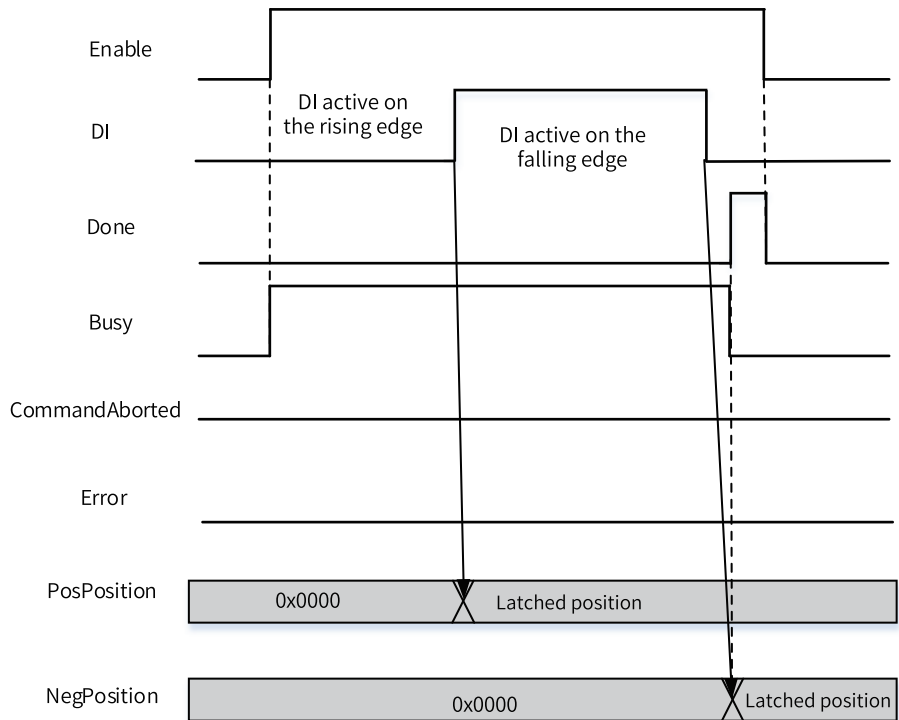 Enable
DI
DI active on
the rising edge
DI active on the
falling edge
Done
Busy
CommandAborted
Error
PosPosition
0x0000
Latched position
NegPosition
0x0000
Latched position